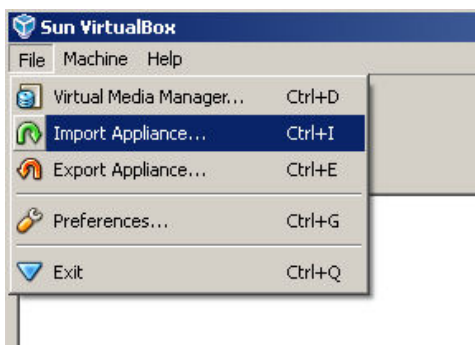 Sun VirtualBox
File Machine Help
Virtual Media Manager... Ctrl+D
Import Appliance... Ctrl+I
Export Appliance... Ctrl+E
Preferences... Ctrl+G
Exit Ctrl+Q